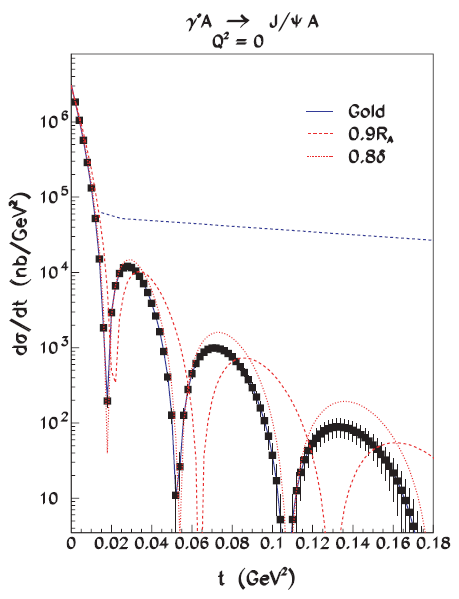 γ*A → J/ψ A
Q² = 0
Gold
0.9R_A
0.8δ
dσ/dt (nb/GeV²)
10⁶
10⁵
10⁴
10³
10²
10
0 0.02 0.04 0.06 0.08 0.1 0.12 0.14 0.16 0.18
t (GeV²)